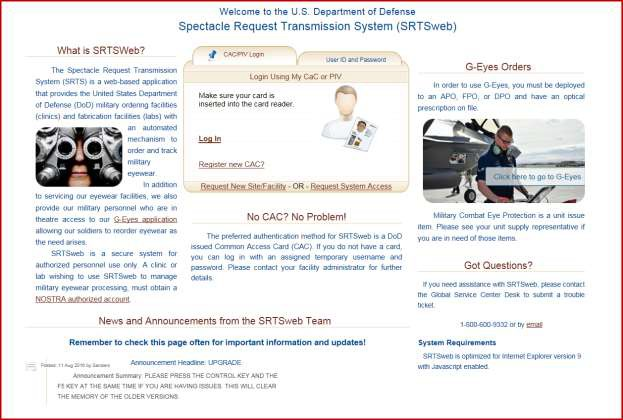 Welcome to the U.S. Department of Defense
Spectacle Request Transmission System (SRTSweb)
What is SRTSWeb?
The Spectacle Request Transmission
System (SRTS) is a web-based application
that provides the United States Department
of Defense (DoD) military ordering facilities
(clinics) and fabrication facilities (labs) with
an automated
mechanism to
order and track
military
eyewear.
In addition
to servicing our eyewear facilities, we also
provide our military personnel who are in
theatre access to our G-Eyes application
allowing our soldiers to reorder eyewear as
the need arises.
SRTSweb is a secure system for
authorized personnel use only. A clinic or
lab wishing to use SRTSweb to manage
military eyewear processing, must obtain a
NOSTRA authorized account.
CAC/PIV Login
User ID and Password
Login Using My CaC or PIV
Make sure your card is
inserted into the card reader.
Log In
Register new CAC?
Request New Site/Facility - OR - Request System Access
No CAC? No Problem!
The preferred authentication method for SRTSweb is a DoD
issued Common Access Card (CAC). If you do not have a card,
you can log in with an assigned temporary username and
password. Please contact your facility administrator for further
details.
G-Eyes Orders
In order to use G-Eyes, you must be deployed
to an APO, FPO, or DPO and have an optical
prescription on file.
Click here to go to G-Eyes
Military Combat Eye Protection is a unit issue
item. Please see your unit supply representative if
you are in need of those items.
Got Questions?
If you need assistance with SRTSweb, please contact
the Global Service Center Desk to submit a trouble
ticket.
1-800-600-9332 or by email
System Requirements
SRTSweb is optimized for Internet Explorer version 9
with Javascript enabled.
News and Announcements from the SRTSweb Team
Remember to check this page often for important information and updates!
Posted: 11 Aug 2015 by Sanders
Announcement Headline: UPGRADE
Announcement Summary: PLEASE PRESS THE CONTROL KEY AND THE
F5 KEY AT THE SAME TIME IF YOU ARE HAVING ISSUES. THIS WILL CLEAR
THE MEMORY OF THE OLDER VERSIONS.